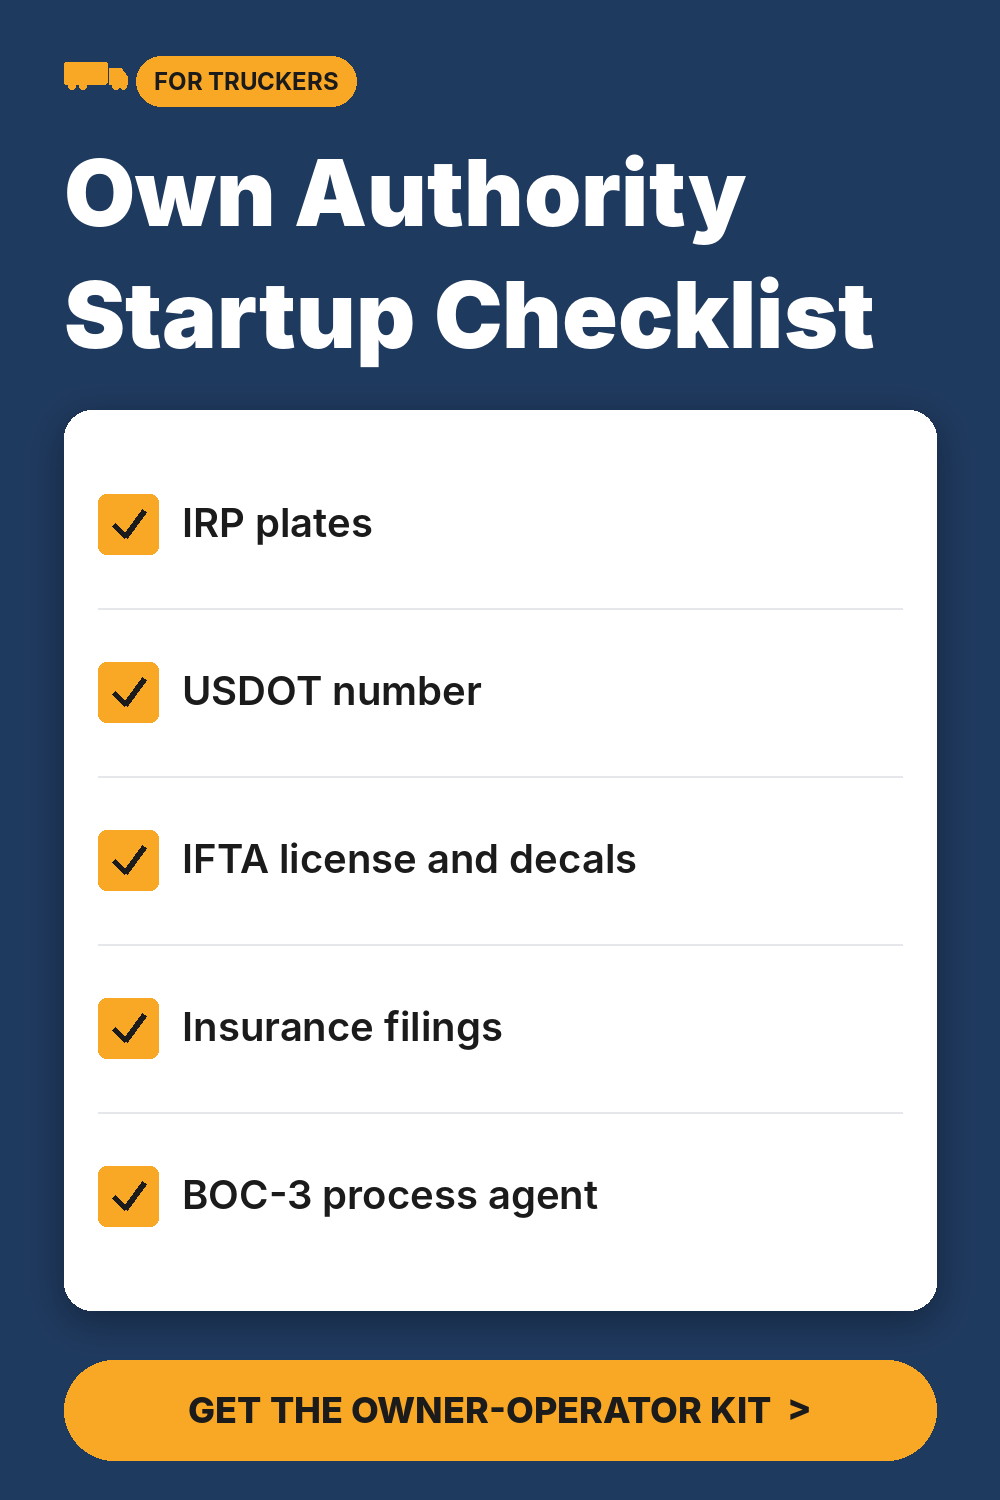 FOR TRUCKERS
Own Authority
Startup Checklist
IRP plates
USDOT number
IFTA license and decals
Insurance filings
BOC-3 process agent
GET THE OWNER-OPERATOR KIT >